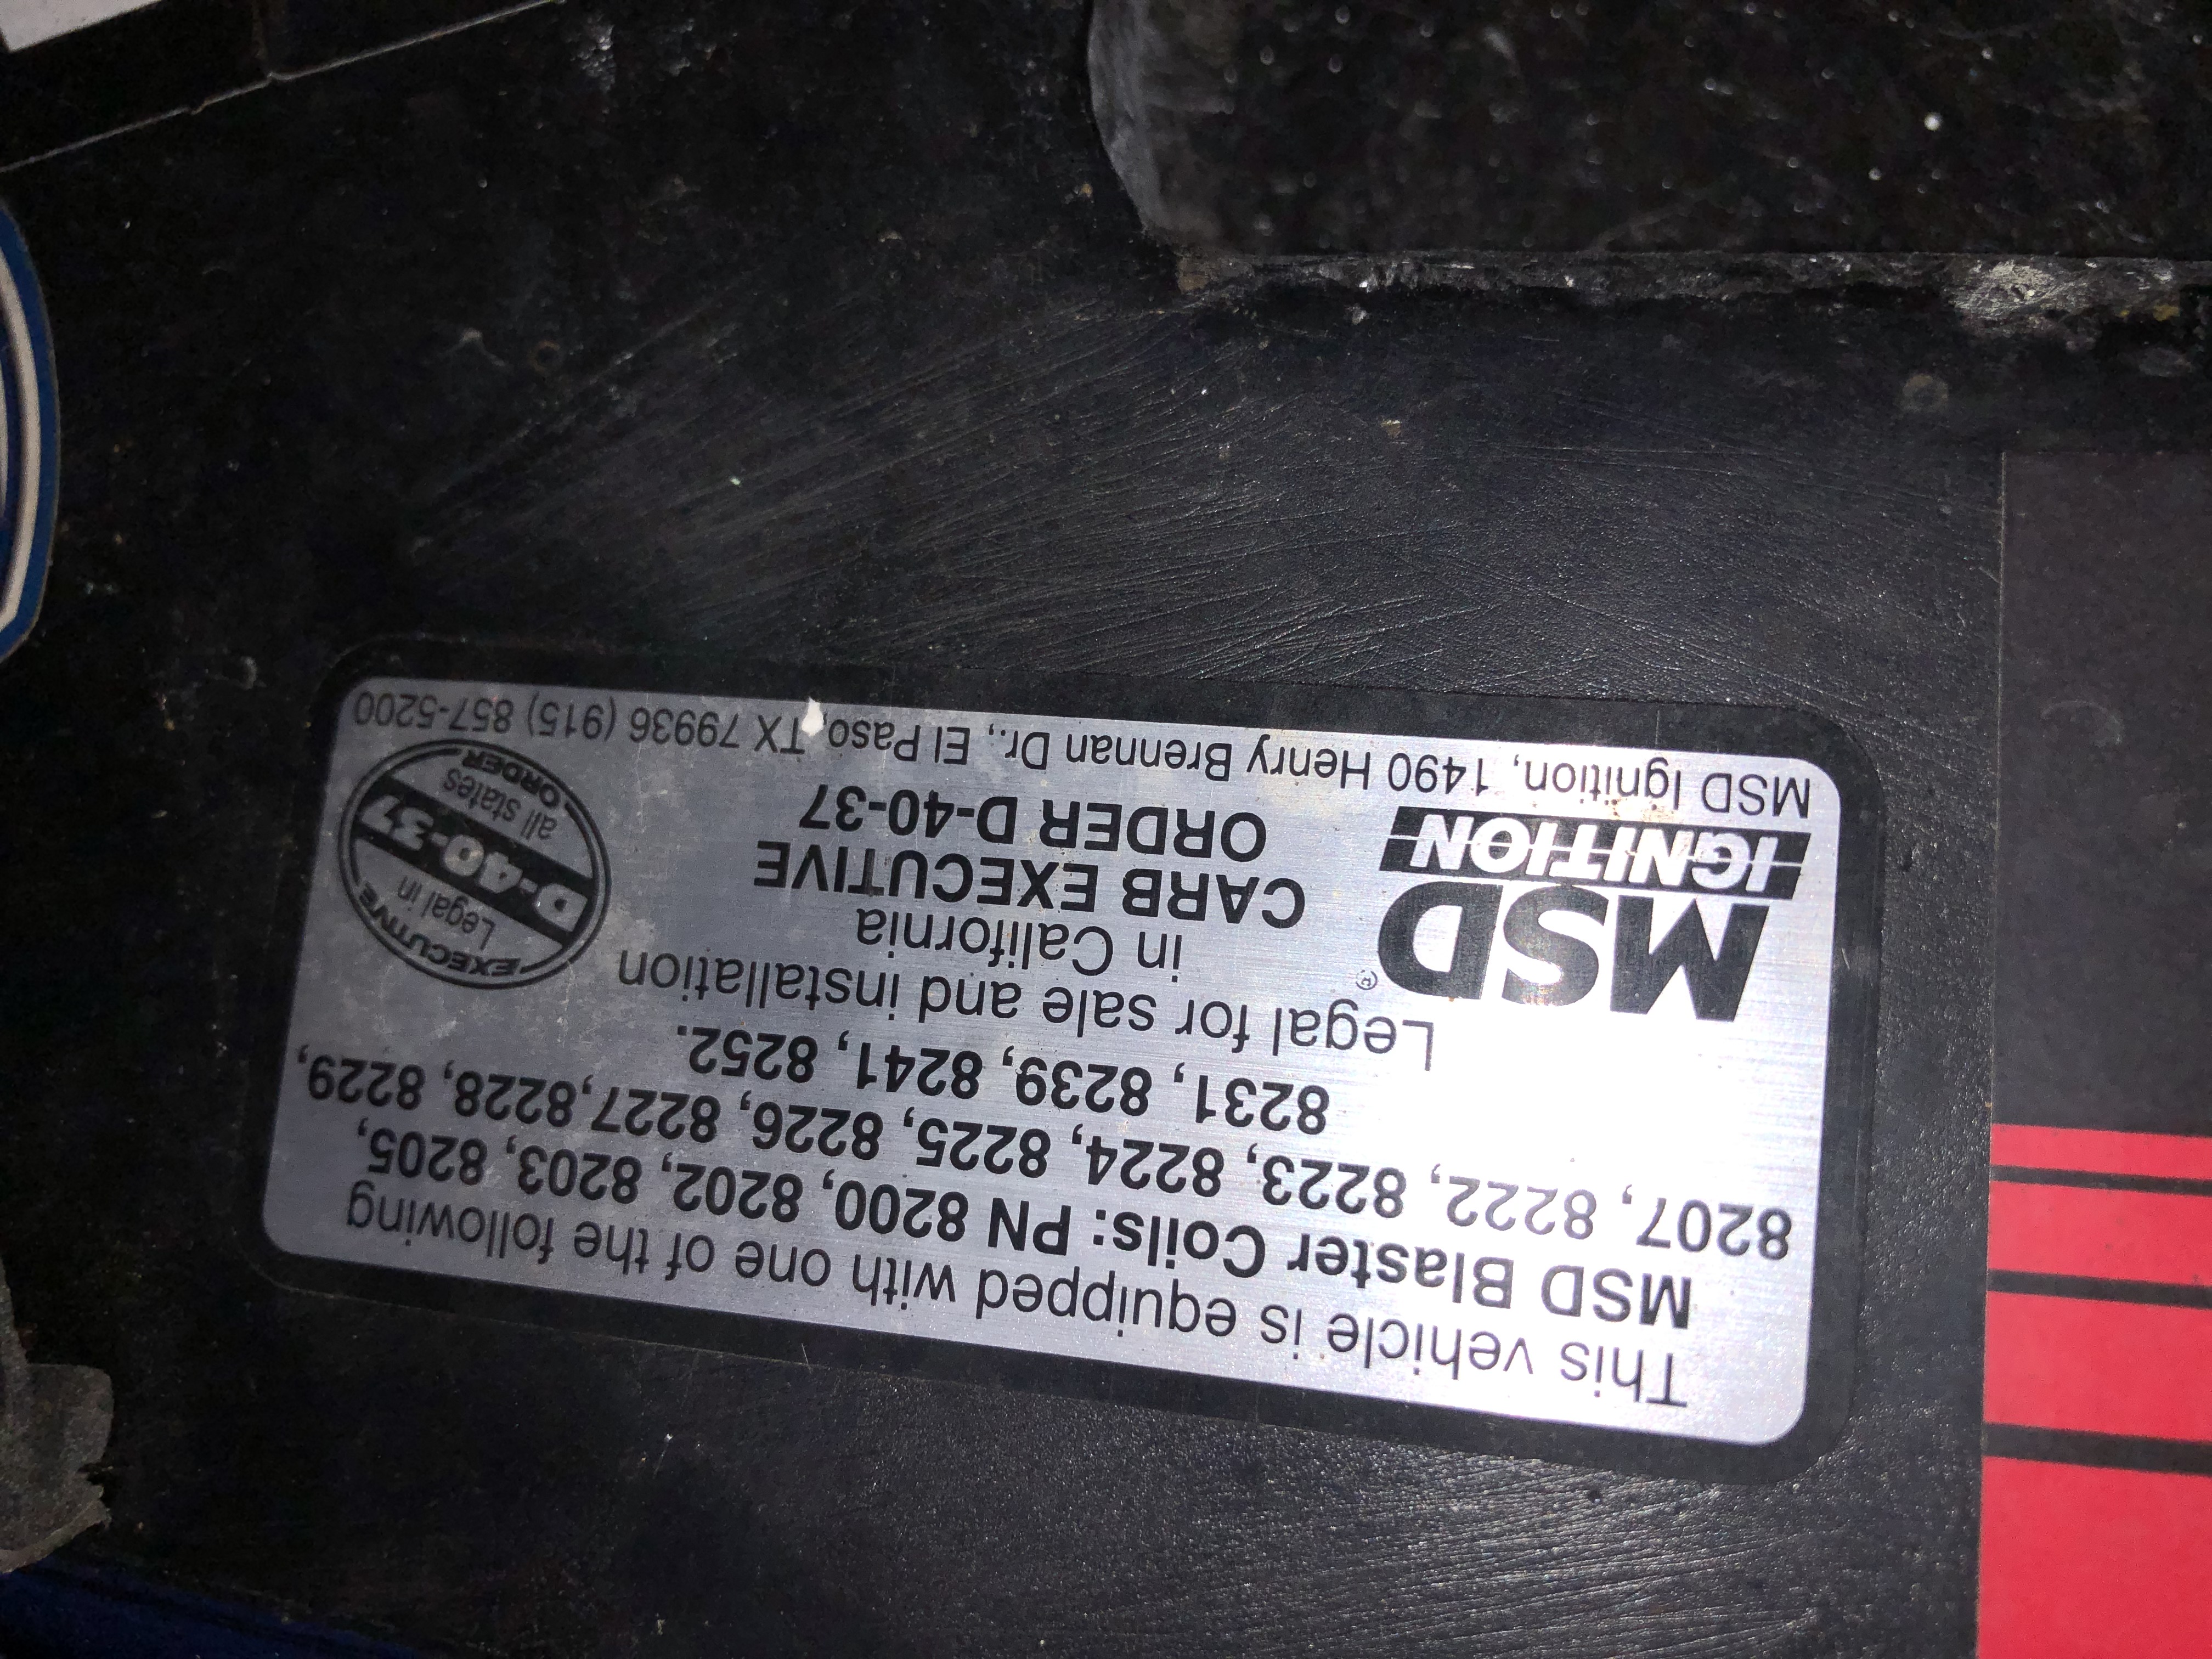 This vehicle is equipped with one of the following
MSD Blaster Coils: PN 8200, 8202, 8203, 8205,
8207, 8222, 8223, 8224, 8225, 8226, 8227,8228, 8229,
8231, 8239, 8241, 8252.
Legal for sale and installation
in California
CARB EXECUTIVE
ORDER D-40-37
MSD®
IGNITION
EXECUTIVE
Legal in
D-40-37
all states
ORDER
MSD Ignition, 1490 Henry Brennan Dr., El Paso, TX 79936 (915) 857-5200